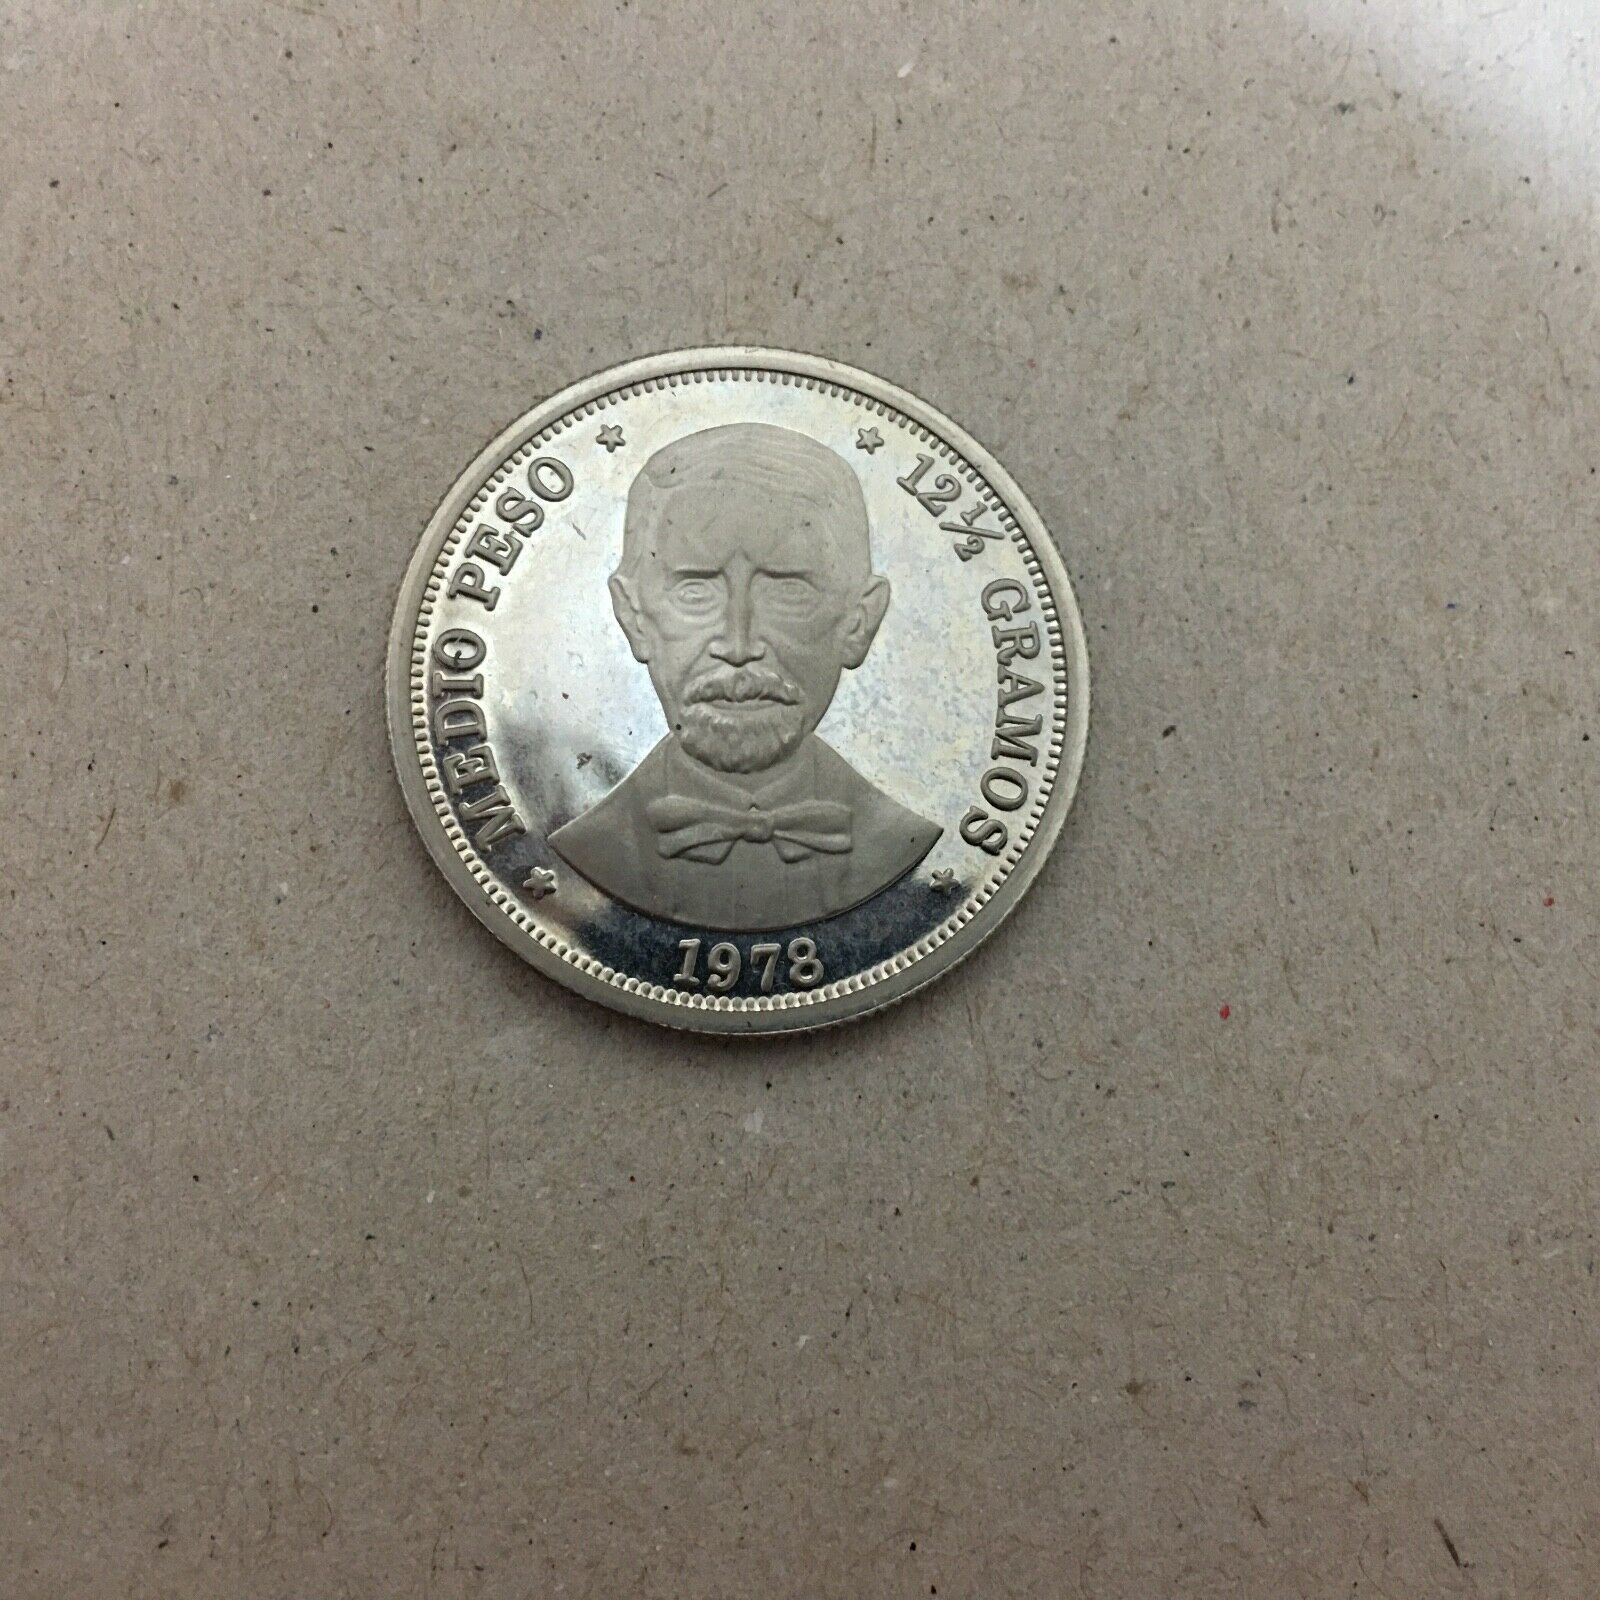 MEDIO PESO
12½ GRAMOS
1978